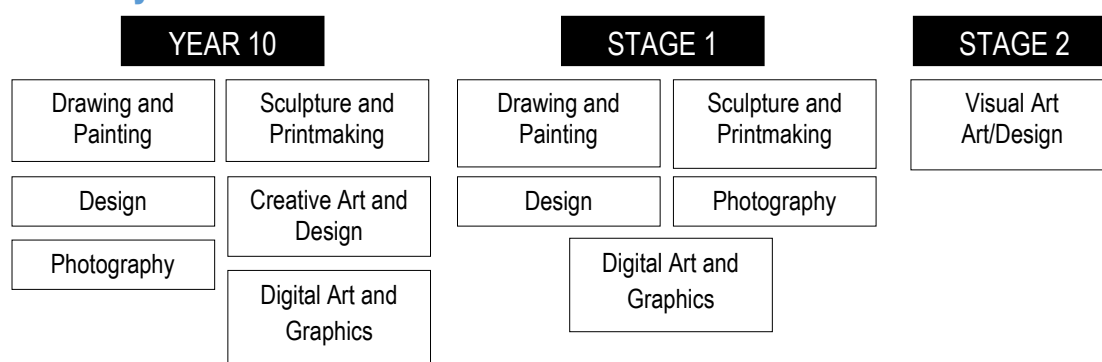 YEAR 10
Drawing and
Painting
Sculpture and
Printmaking
Design
Creative Art and
Design
Photography
Digital Art and
Graphics
STAGE 1
Drawing and
Painting
Sculpture and
Printmaking
Design
Photography
Digital Art and
Graphics
STAGE 2
Visual Art
Art/Design